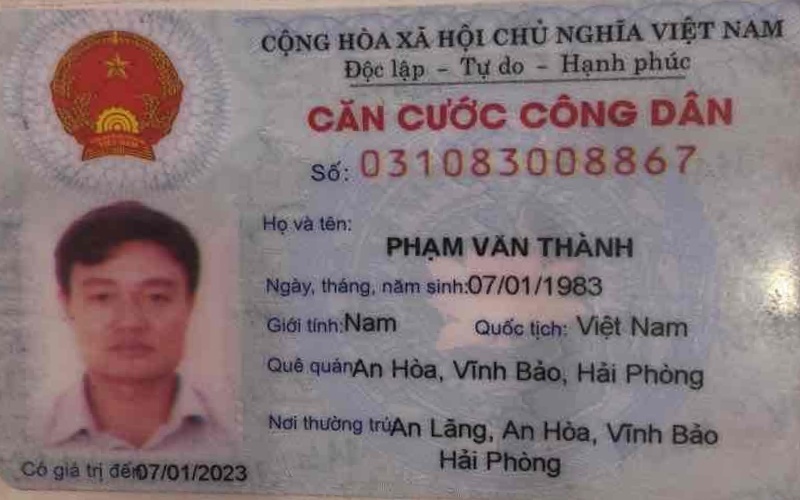 CỘNG HÒA XÃ HỘI CHỦ NGHĨA VIỆT NAM
Độc lập - Tự do - Hạnh phúc
CĂN CƯỚC CÔNG DÂN
Số: 031083008867
Họ và tên:
PHẠM VĂN THÀNH
Ngày, tháng, năm sinh:07/01/1983
Giới tính:Nam Quốc tịch: Việt Nam
Quê quán An Hòa, Vĩnh Bảo, Hải Phòng
Nơi thường trú An Lãng, An Hòa, Vĩnh Bảo
Hải Phòng
Có giá trị đến 07/01/2023
VIỆT NAM